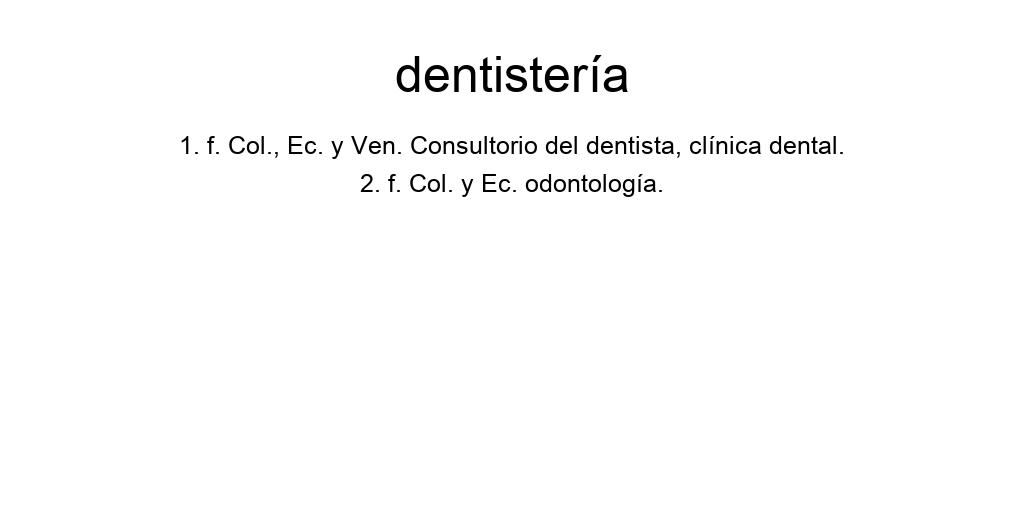 dentistería
1. f. Col., Ec. y Ven. Consultorio del dentista, clínica dental.
2. f. Col. y Ec. odontología.